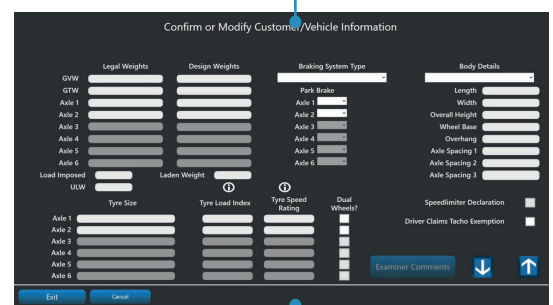 Confirm or Modify Customer/Vehicle Information
Legal Weights Design Weights Braking System Type Body Details
GVW
GTW Park Brake Length
Axle 1 Axle 1 Width
Axle 2 Axle 2 Overall Height
Axle 3 Axle 3 Wheel Base
Axle 4 Axle 4 Overhang
Axle 5 Axle 5 Axle Spacing 1
Axle 6 Axle 6 Axle Spacing 2
Load Imposed Laden Weight Axle Spacing 3
ULW
Tyre Size Tyre Load Index Tyre Speed Rating Dual Wheels? Speedlimiter Declaration
Axle 1 Driver Claims Tacho Exemption
Axle 2
Axle 3
Axle 4
Axle 5 Examiner Comments
Axle 6
Exit Cancel